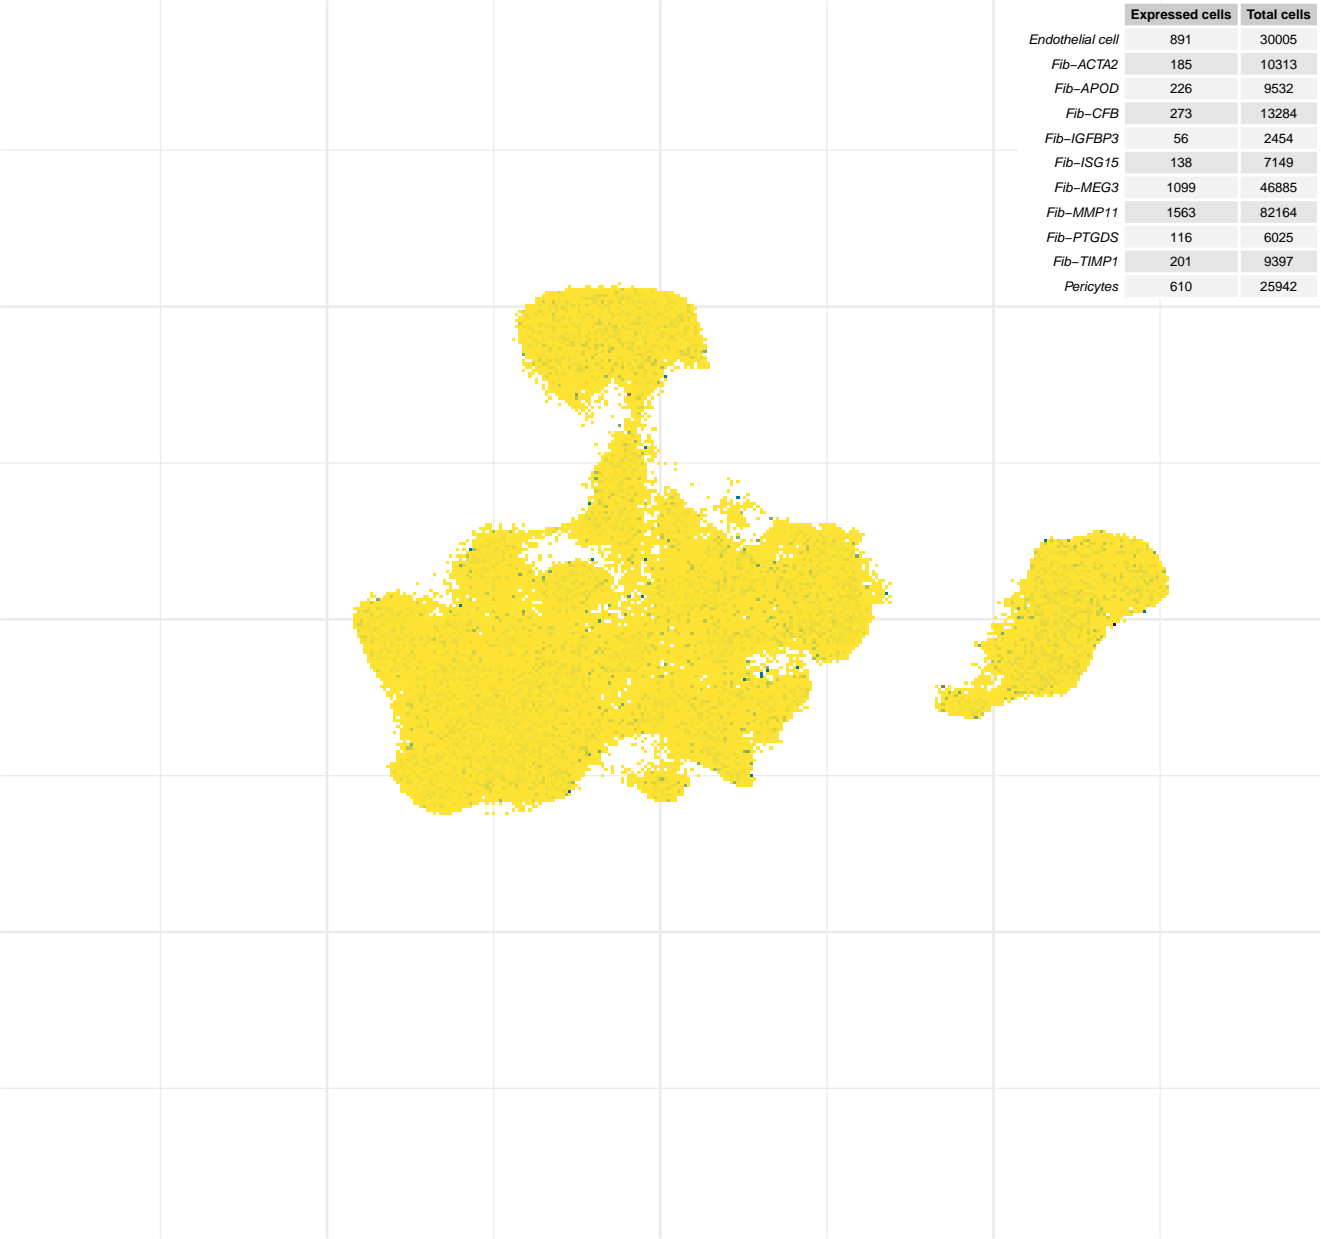 Expressed cells Total cells
Endothelial cell 891 30005
Fib−ACTA2 185 10313
Fib−APOD 226 9532
Fib−CFB 273 13284
Fib−IGFBP3 56 2454
Fib−ISG15 138 7149
Fib−MEG3 1099 46885
Fib−MMP11 1563 82164
Fib−PTGDS 116 6025
Fib−TIMP1 201 9397
Pericytes 610 25942